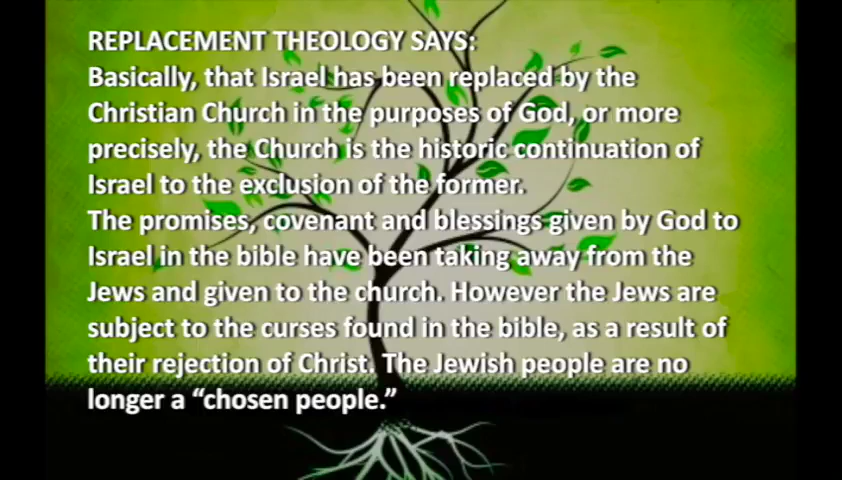 REPLACEMENT THEOLOGY SAYS:
Basically, that Israel has been replaced by the
Christian Church in the purposes of God, or more
precisely, the Church is the historic continuation of
Israel to the exclusion of the former.
The promises, covenant and blessings given by God to
Israel in the bible have been taking away from the
Jews and given to the church. However the Jews are
subject to the curses found in the bible, as a result of
their rejection of Christ. The Jewish people are no
longer a “chosen people.”